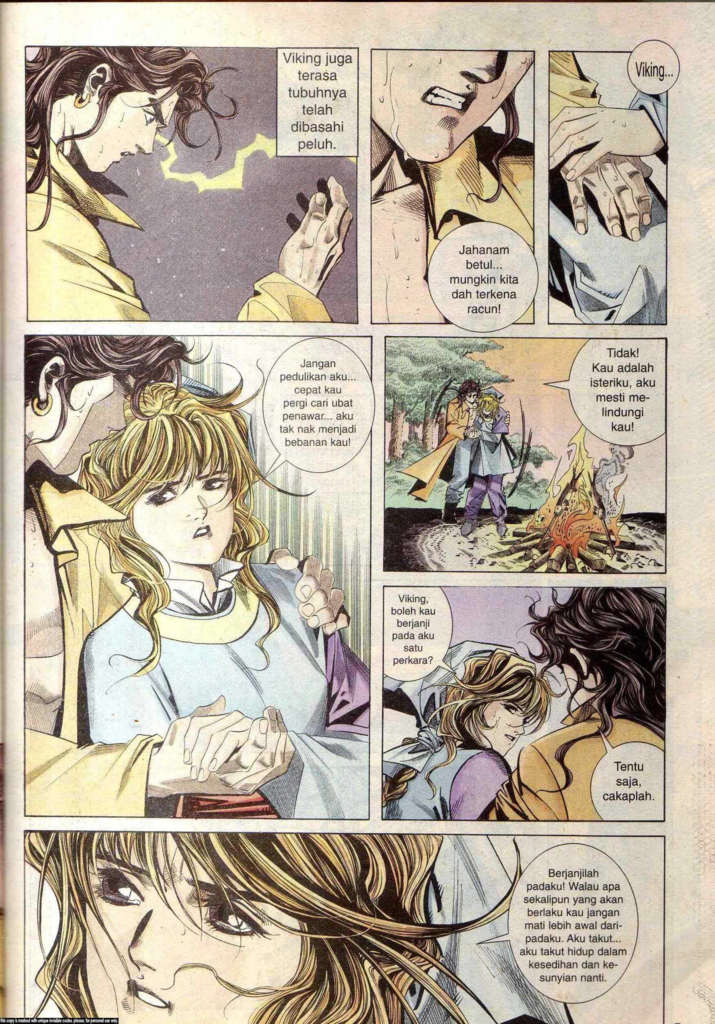 Viking juga
terasa
tubuhnya
telah
dibasahi
peluh.
Jahanam
betul...
mungkin kita
dah terkena
racun!
Viking...
Jangan
pedulikan aku...
cepat kau
pergi cari ubat
penawar... aku
tak nak menjadi
bebanan kau!
Tidak!
Kau adalah
isteriku, aku
mesti me-
lindungi
kau!
Viking,
boleh kau
berjanji
pada aku
satu
perkara?
Tentu
saja,
cakaplah.
Berjanjilah
padaku! Walau apa
sekalipun yang akan
berlaku kau jangan
mati lebih awal dari-
padaku. Aku takut...
aku takut hidup dalam
kesedihan dan ke-
sunyian nanti.